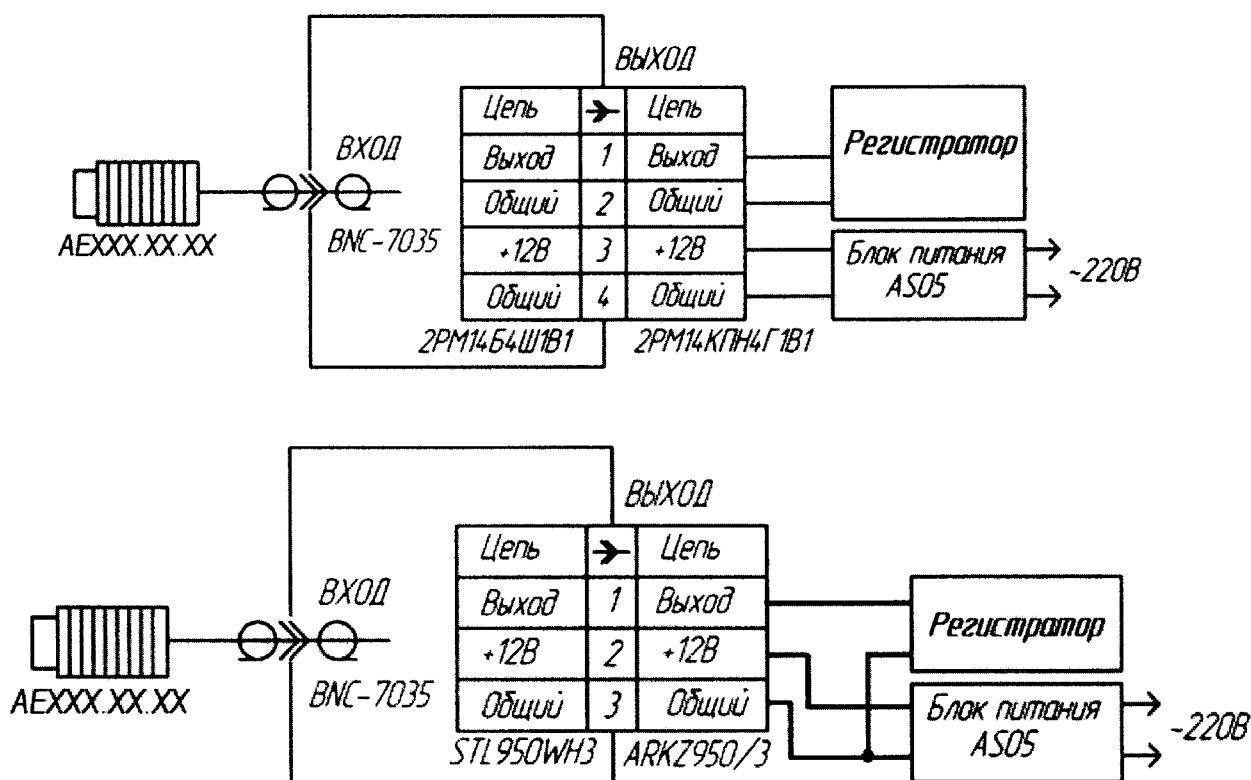 ВЫХОД
Цепь Цепь
Выход 1 Выход
Общий 2 Общий
+12В 3 +12В
Общий 4 Общий
2РМ14Б4Ш1В1 2РМ14КПН4Г1В1
ВХОД
BNC-7035
AEXXX.XX.XX
Регистратор
Блок питания
AS05
~220В
ВЫХОД
Цепь Цепь
Выход 1 Выход
+12В 2 +12В
Общий 3 Общий
STL950WH3 ARKZ950/3
ВХОД
BNC-7035
AEXXX.XX.XX
Регистратор
Блок питания
AS05
~220В